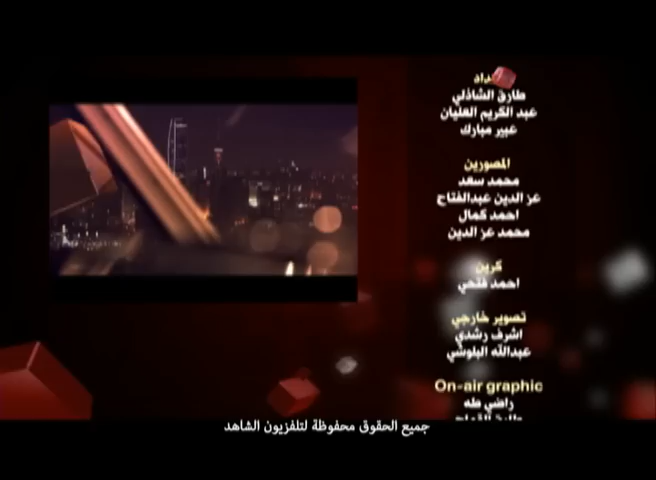 طارق الشاذلي
عبد الكريم العليان
عبير مبارك
المصورين
محمد سعد
عز الدين عبدالفتاح
احمد كمال
محمد عز الدين
كرين
احمد فتحي
تصوير خارجي
اشرف رشدي
عبدالله البلوشي
On-air graphic
راضي طه
جميع الحقوق محفوظة لتلفزيون الشاهد